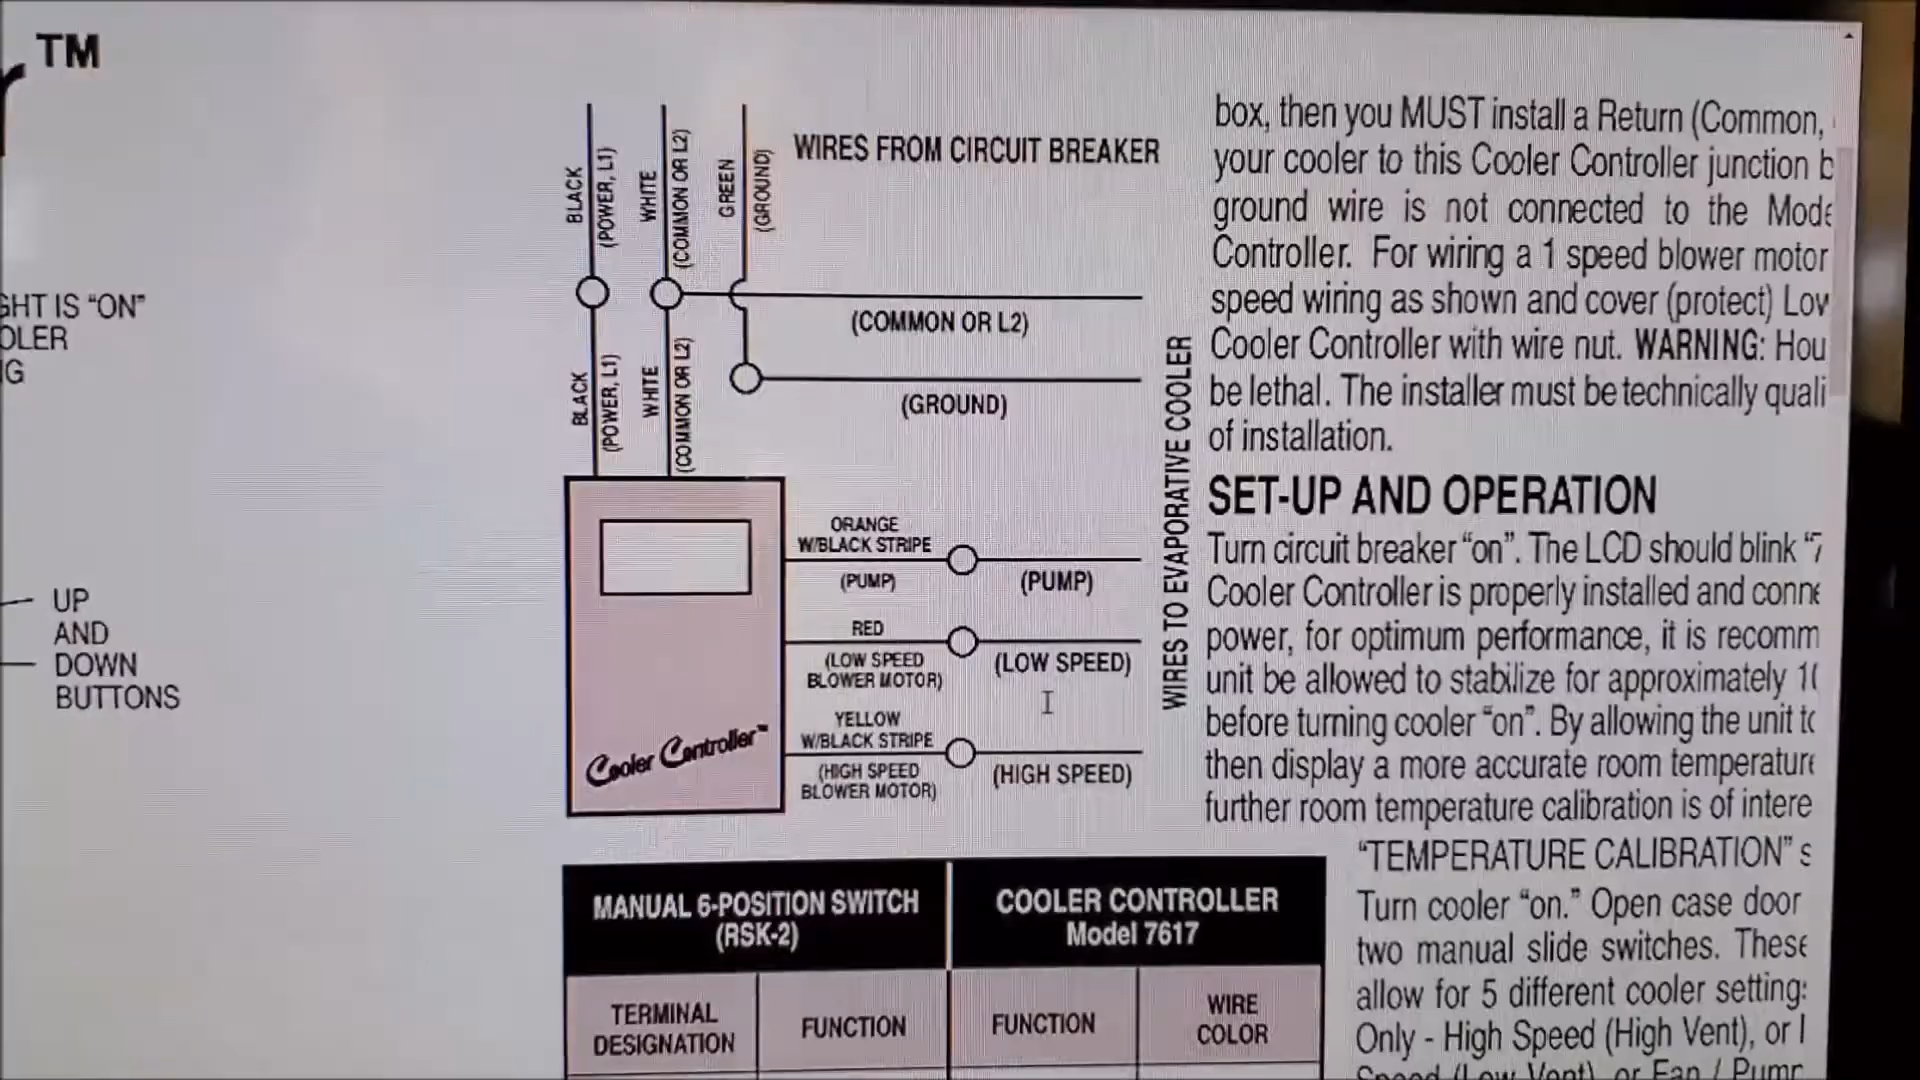 TM
GHT IS “ON”
OLER
G
UP
AND
DOWN
BUTTONS
WIRES FROM CIRCUIT BREAKER
BLACK
(POWER, L1)
WHITE
(COMMON OR L2)
GREEN
(GROUND)
(COMMON OR L2)
(GROUND)
BLACK
(POWER, L1)
WHITE
(COMMON OR L2)
ORANGE
W/BLACK STRIPE
(PUMP)
(PUMP)
RED
(LOW SPEED
BLOWER MOTOR)
(LOW SPEED)
YELLOW
W/BLACK STRIPE
(HIGH SPEED
BLOWER MOTOR)
(HIGH SPEED)
Cooler Controller™
WIRES TO EVAPORATIVE COOLER
MANUAL 6-POSITION SWITCH
(RSK-2)
COOLER CONTROLLER
Model 7617
TERMINAL
DESIGNATION
FUNCTION
FUNCTION
WIRE
COLOR
box, then you MUST install a Return (Common,
your cooler to this Cooler Controller junction b
ground wire is not connected to the Mode
Controller. For wiring a 1 speed blower motor
speed wiring as shown and cover (protect) Low
Cooler Controller with wire nut. WARNING: Hou
be lethal. The installer must be technically quali
of installation.
SET-UP AND OPERATION
Turn circuit breaker “on”. The LCD should blink “7
Cooler Controller is properly installed and conne
power, for optimum performance, it is recomm
unit be allowed to stabilize for approximately 1
before turning cooler “on”. By allowing the unit to
then display a more accurate room temperature
further room temperature calibration is of intere
“TEMPERATURE CALIBRATION” s
Turn cooler “on.” Open case door
two manual slide switches. These
allow for 5 different cooler settings
Only - High Speed (High Vent), or l
Speed (Low Vent), or Fan / Pump